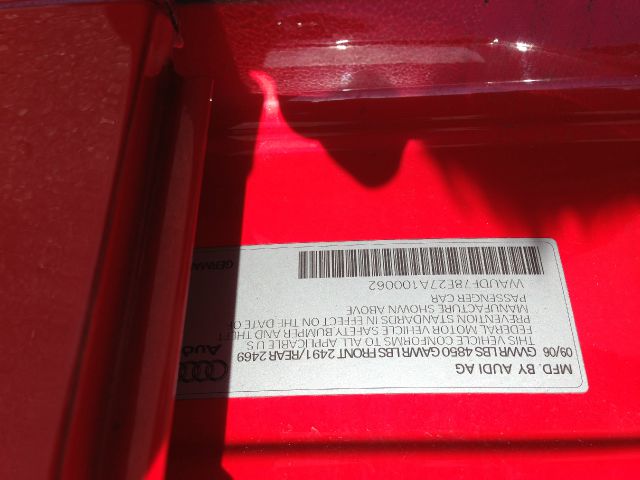 MFD. BY AUDI AG
09/06 GVWR LBS 4850 GAWR LBS FRONT 2491/REAR 2469
THIS VEHICLE CONFORMS TO ALL APPLICABLE U.S.
FEDERAL MOTOR VEHICLE SAFETY BUMPER AND THEFT
PREVENTION STANDARDS IN EFFECT ON THE DATE OF
MANUFACTURE SHOWN ABOVE
PASSENGER CAR
WAUDF78E27A100062
Audi
GERMAN